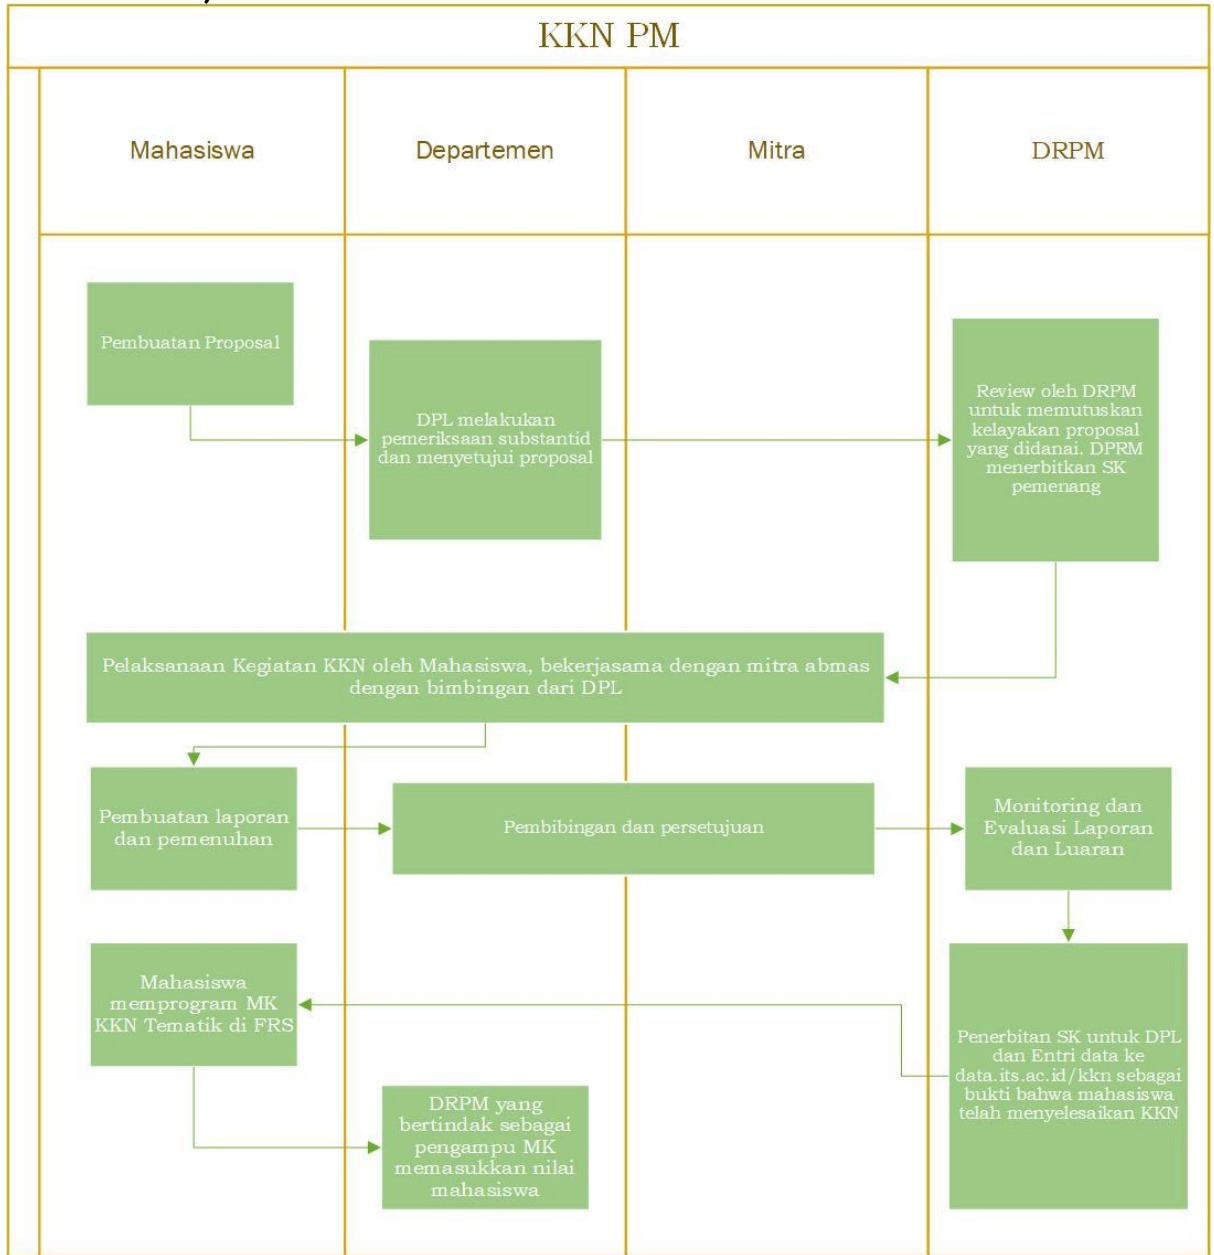 KKN PM
Mahasiswa
Departemen
Mitra
DRPM
Pembuatan Proposal
DPL melakukan
pemeriksaan substantid
dan menyetujui proposal
Review oleh DRPM
untuk memutuskan
kelayakan proposal
yang didanai. DPRM
menerbitkan SK
pemenang
Pelaksanaan Kegiatan KKN oleh Mahasiswa, bekerjasama dengan mitra abmas
dengan bimbingan dari DPL
Pembuatan laporan
dan pemenuhan
Pembibingan dan persetujuan
Monitoring dan
Evaluasi Laporan
dan Luaran
Mahasiswa
memprogram MK
KKN Tematik di FRS
Penerbitan SK untuk DPL
dan Entri data ke
data.its.ac.id/kkn sebagai
bukti bahwa mahasiswa
telah menyelesaikan KKN
DRPM yang
bertindak sebagai
pengampu MK
memasukkan nilai
mahasiswa